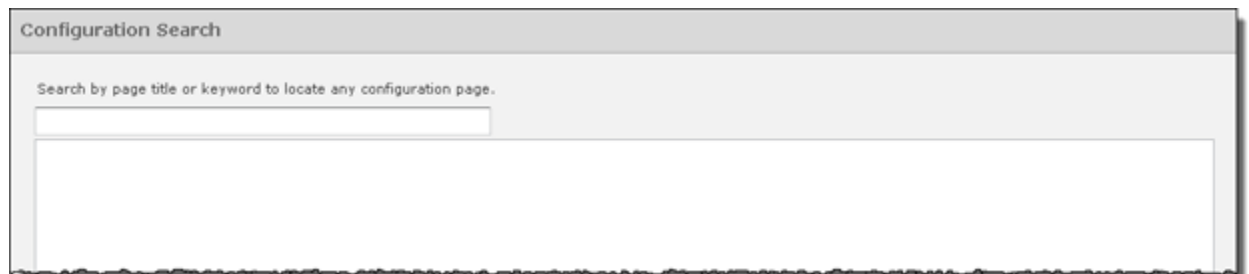 Configuration Search
Search by page title or keyword to locate any configuration page.